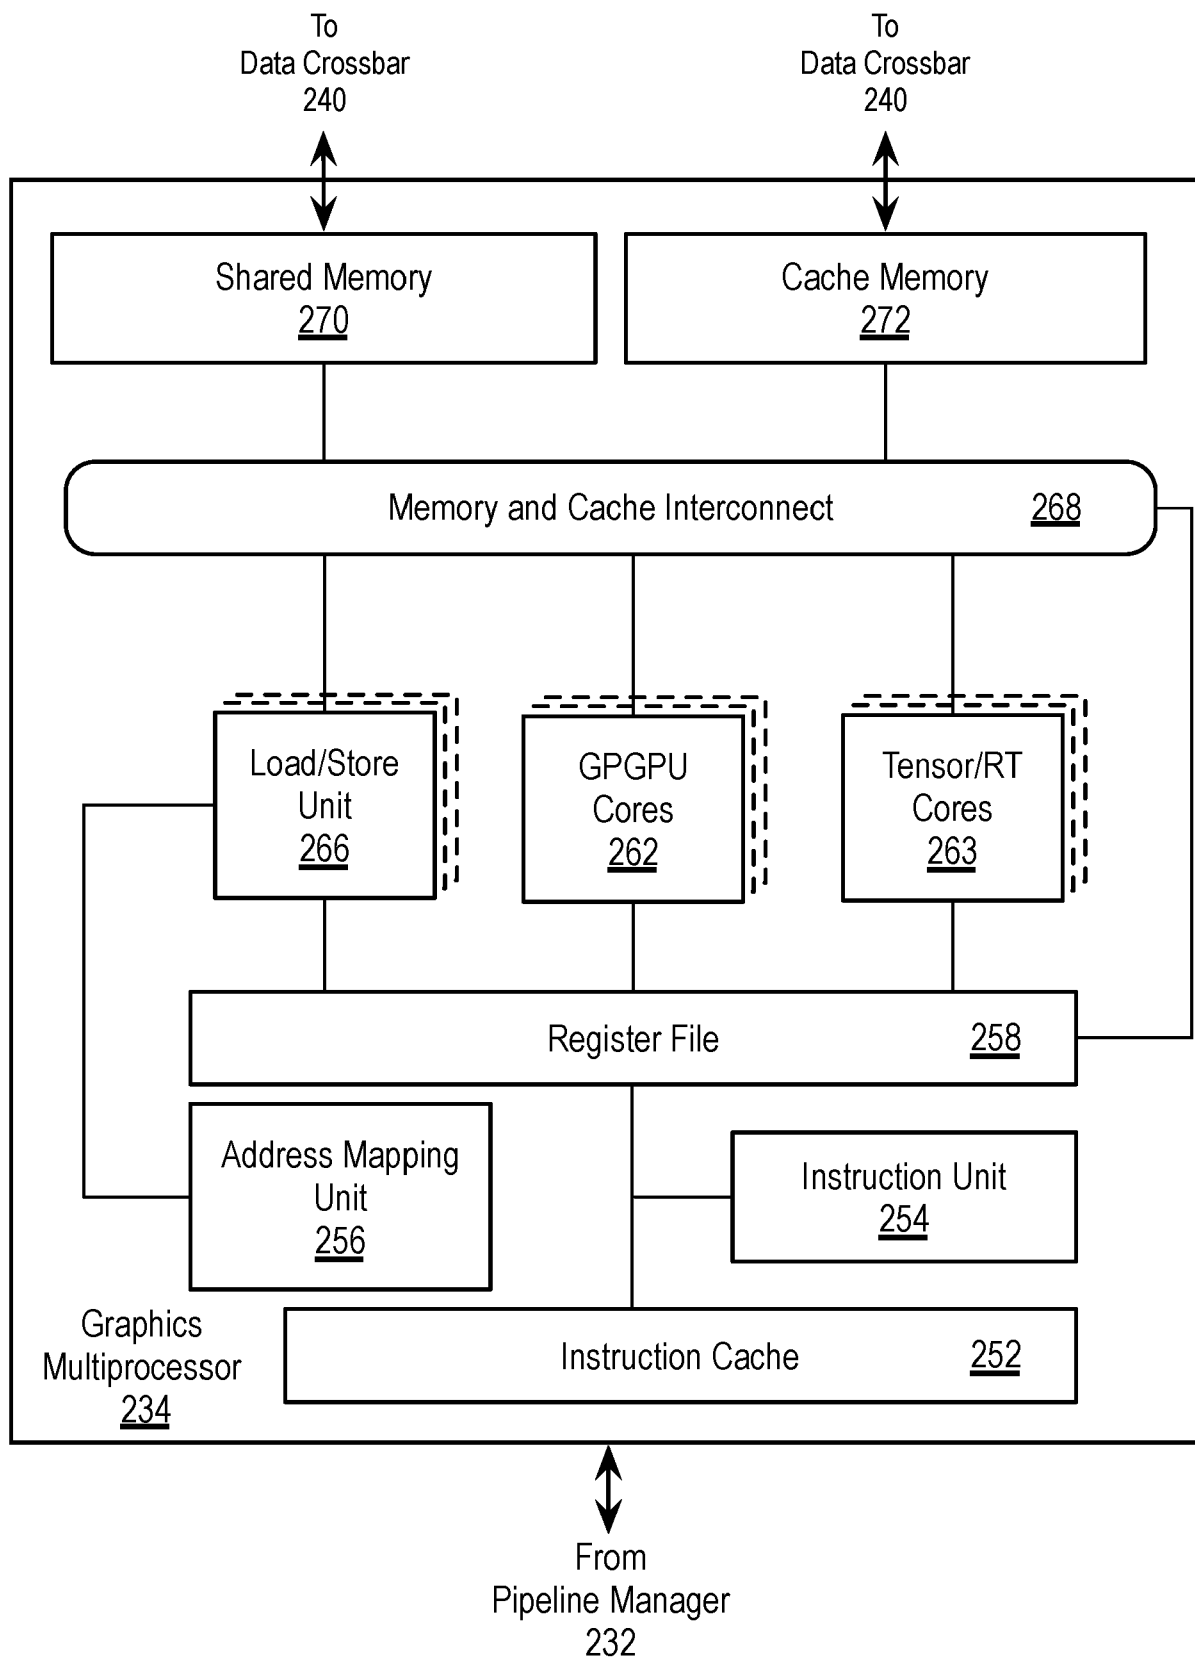 To
Data Crossbar
240
To
Data Crossbar
240
Shared Memory
270
Cache Memory
272
Memory and Cache Interconnect 268
Load/Store
Unit
266
GPGPU
Cores
262
Tensor/RT
Cores
263
Register File 258
Address Mapping
Unit
256
Instruction Unit
254
Graphics
Multiprocessor
234
Instruction Cache 252
From
Pipeline Manager
232